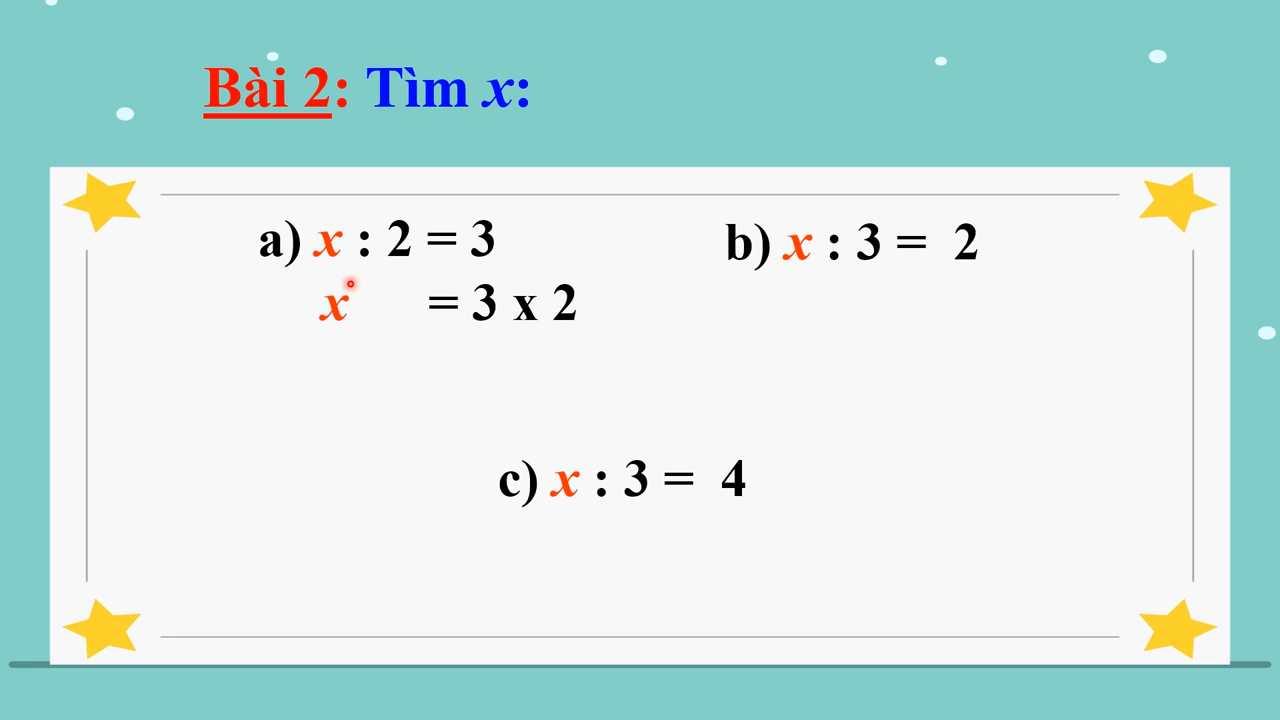 Bài 2: Tìm x:
a) x : 2 = 3
x = 3 x 2
b) x : 3 = 2
c) x : 3 = 4